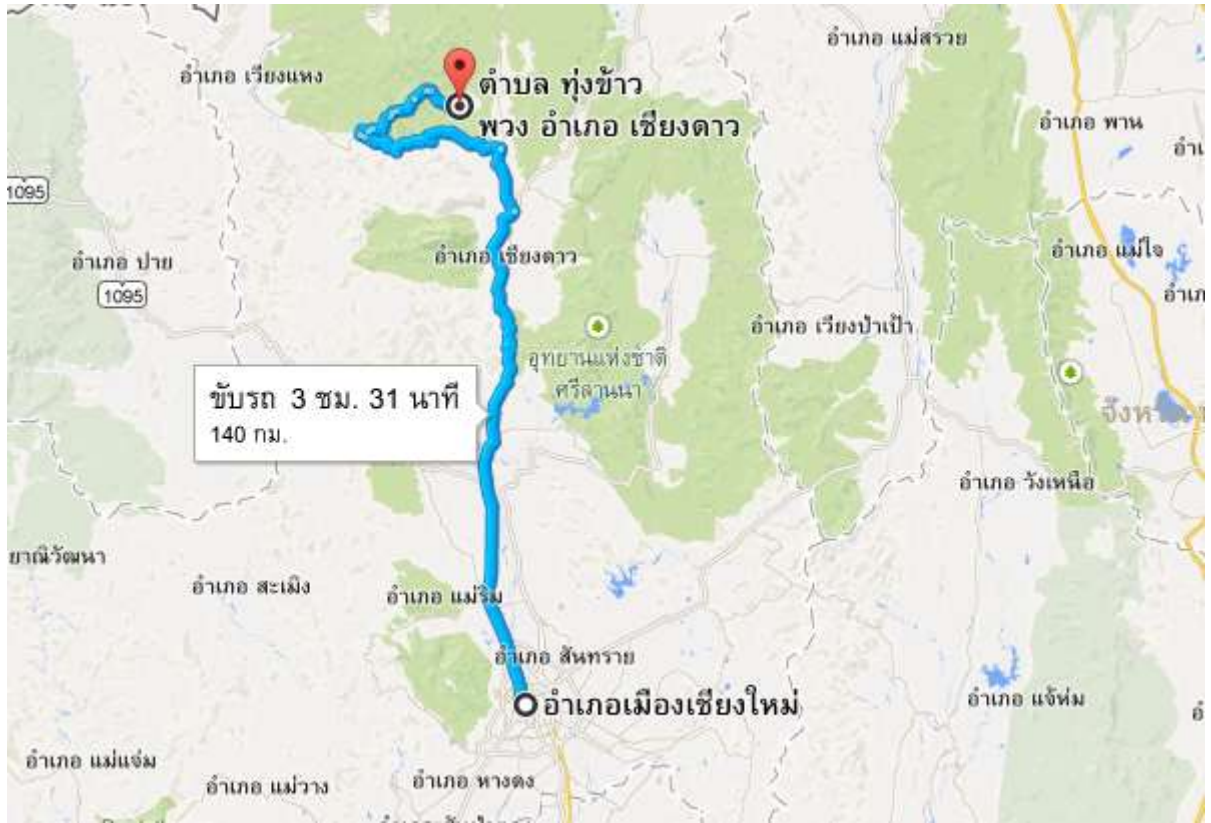 อำเภอ แม่สรวย
อำเภอ เวียงแหง
ตำบล ทุ่งข้าว
พวง อำเภอ เชียงดาว
อำเภอ พาน
1095
อำเภอ ปาย
อำเภอ เชียงดาว
อำเภอ แม่ใจ
1095
อำเภอ เวียงป่าเป้า
อุทยานแห่งชาติ
ศรีลานนา
ขับรถ 3 ชม. 31 นาที
140 กม.
อำเภอ วังเหนือ
ยาณิวัฒนา
อำเภอ สะเมิง
อำเภอ แม่ริม
อำเภอ สันทราย
อำเภอเมืองเชียงใหม่
อำเภอ แจ้ห่ม
อำเภอ แม่แจ่ม
อำเภอ แม่วาง
อำเภอ หางดง